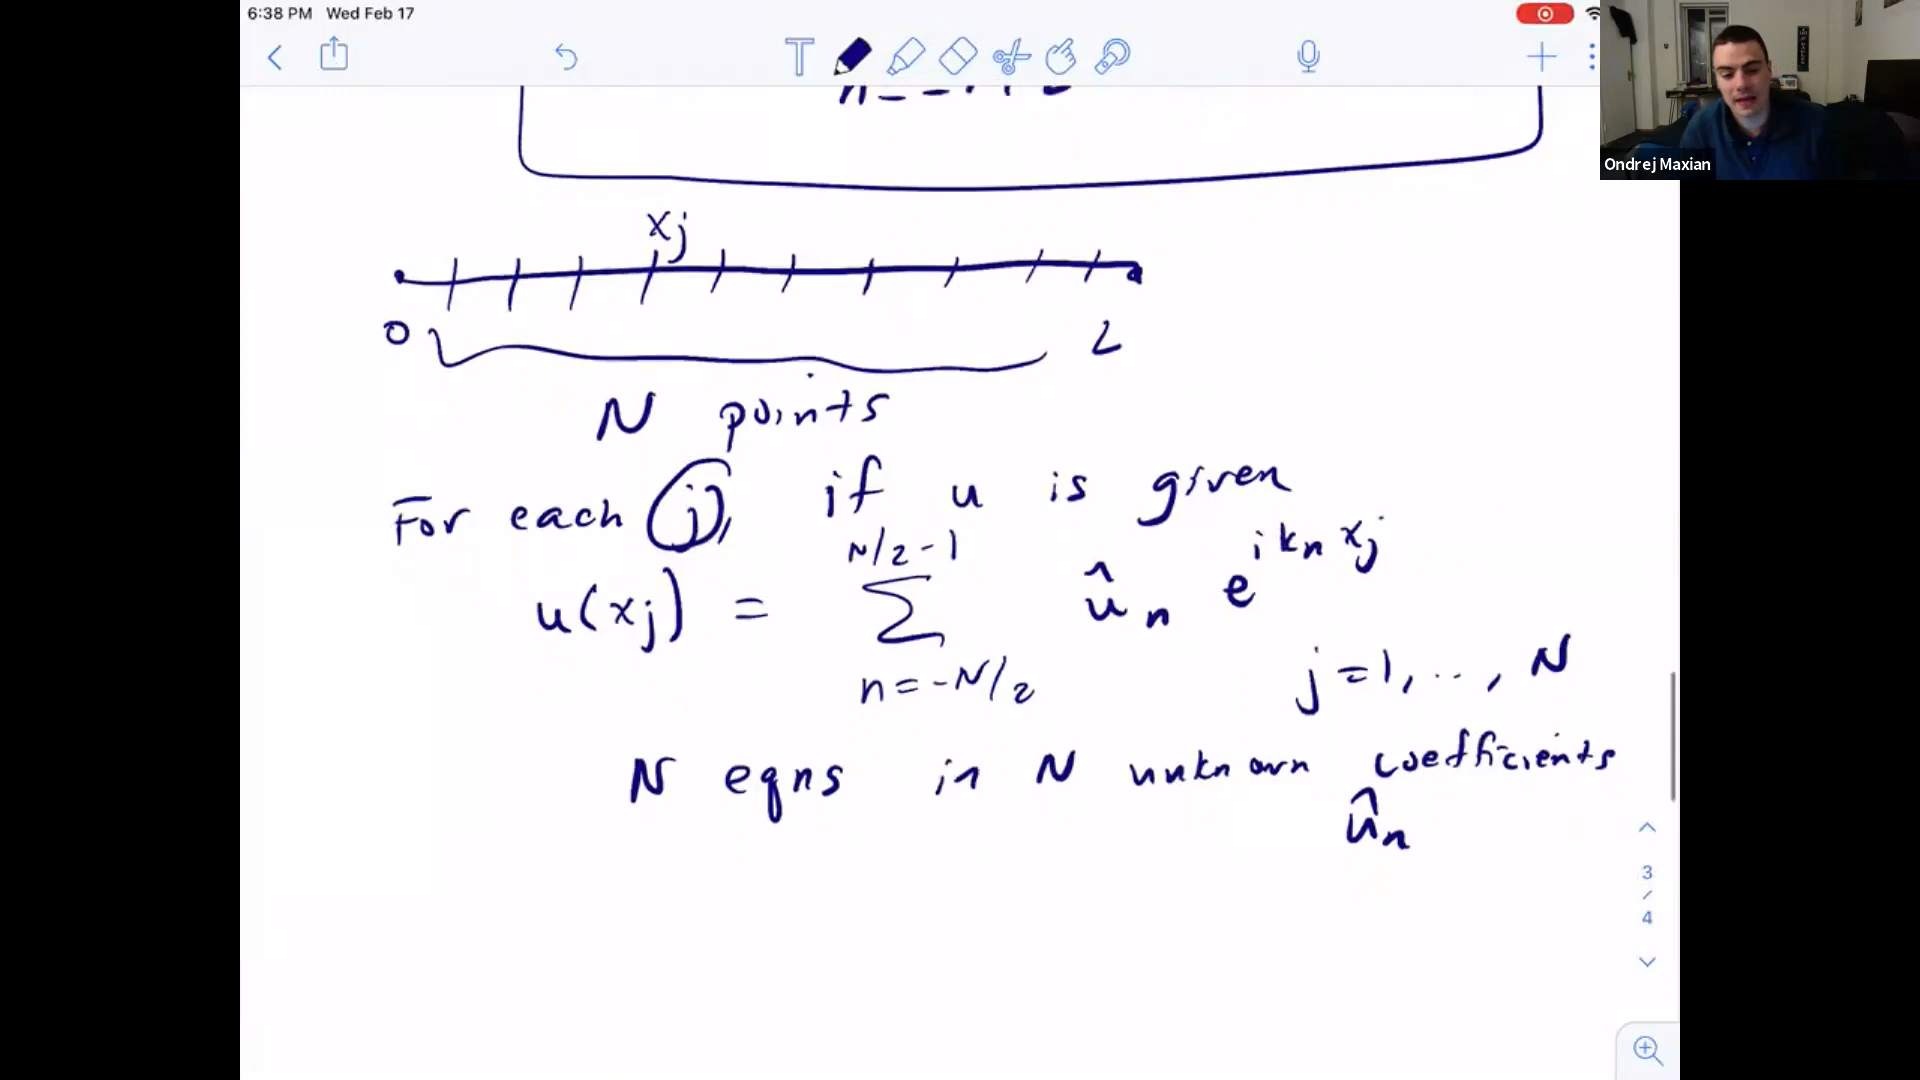 6:38 PM Wed Feb 17
Ondrej Maxian
xj
0 L
N points
For each j, if u is given
u(xj) = N/2-1 ∑ n=-N/2 û n e ikn xj
j=1, .., N
N eqns in N unknown coefficients
ûn
3
/
4